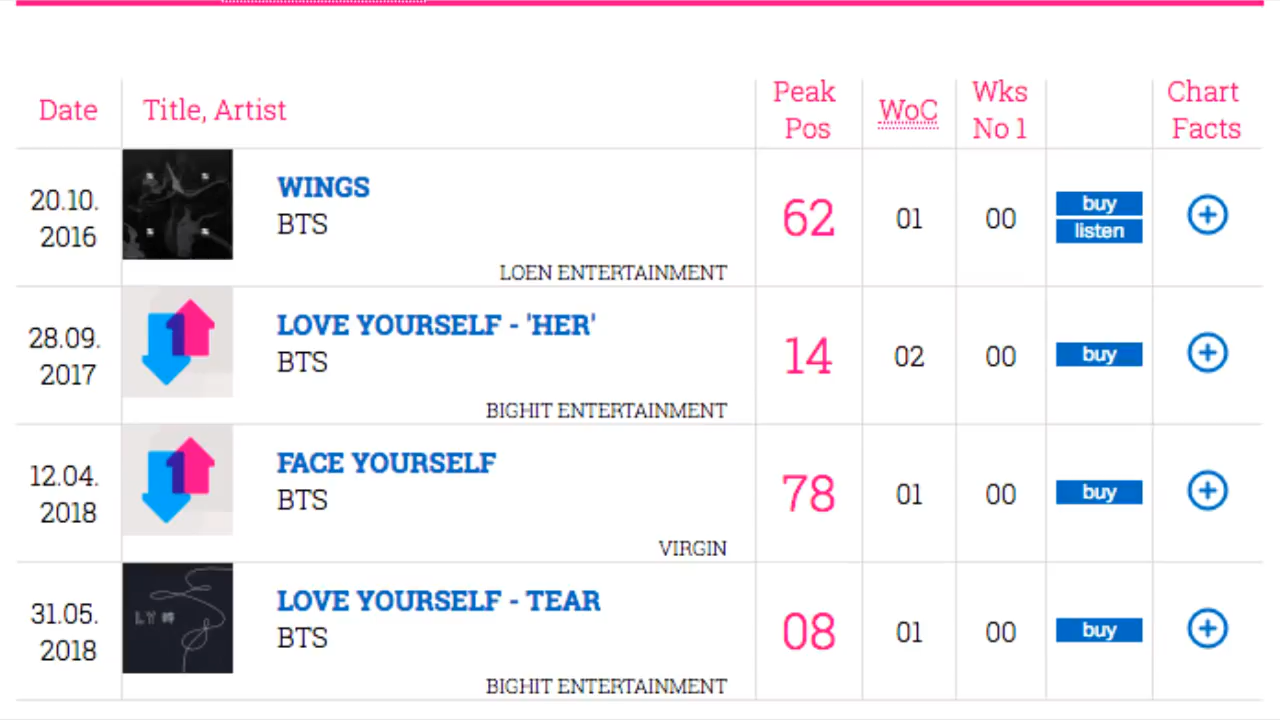 Date Title, Artist Peak Pos WoC Wks No 1 Chart Facts
20.10. 2016
WINGS
BTS
LOEN ENTERTAINMENT
62 01 00 buy
listen
28.09. 2017
LOVE YOURSELF - 'HER'
BTS
BIGHIT ENTERTAINMENT
14 02 00 buy
12.04. 2018
FACE YOURSELF
BTS
VIRGIN
78 01 00 buy
31.05. 2018
LY
LOVE YOURSELF - TEAR
BTS
BIGHIT ENTERTAINMENT
08 01 00 buy